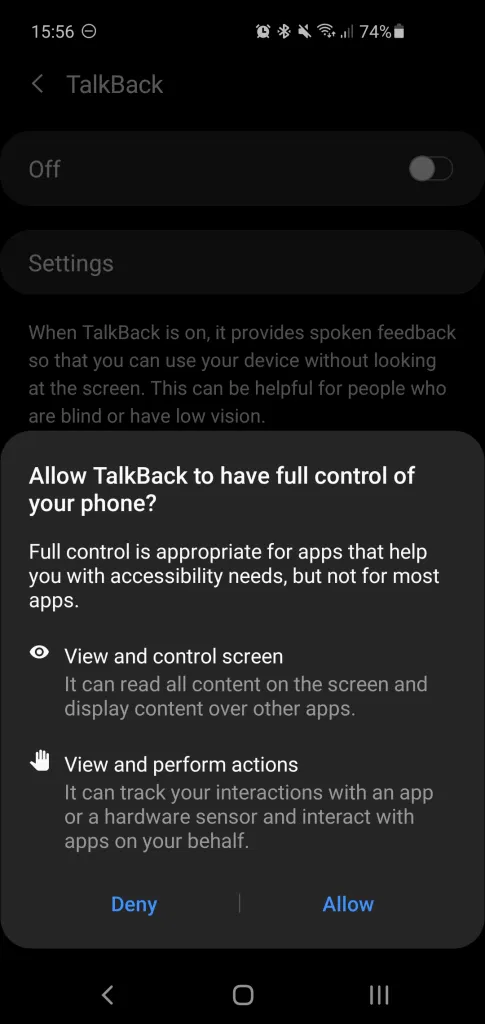 15:56 74%
TalkBack
Off
Settings
When TalkBack is on, it provides spoken feedback
so that you can use your device without looking
at the screen. This can be helpful for people who
are blind or have low vision.
Allow TalkBack to have full control of
your phone?
Full control is appropriate for apps that help
you with accessibility needs, but not for most
apps.
View and control screen
It can read all content on the screen and
display content over other apps.
View and perform actions
It can track your interactions with an app
or a hardware sensor and interact with
apps on your behalf.
Deny | Allow